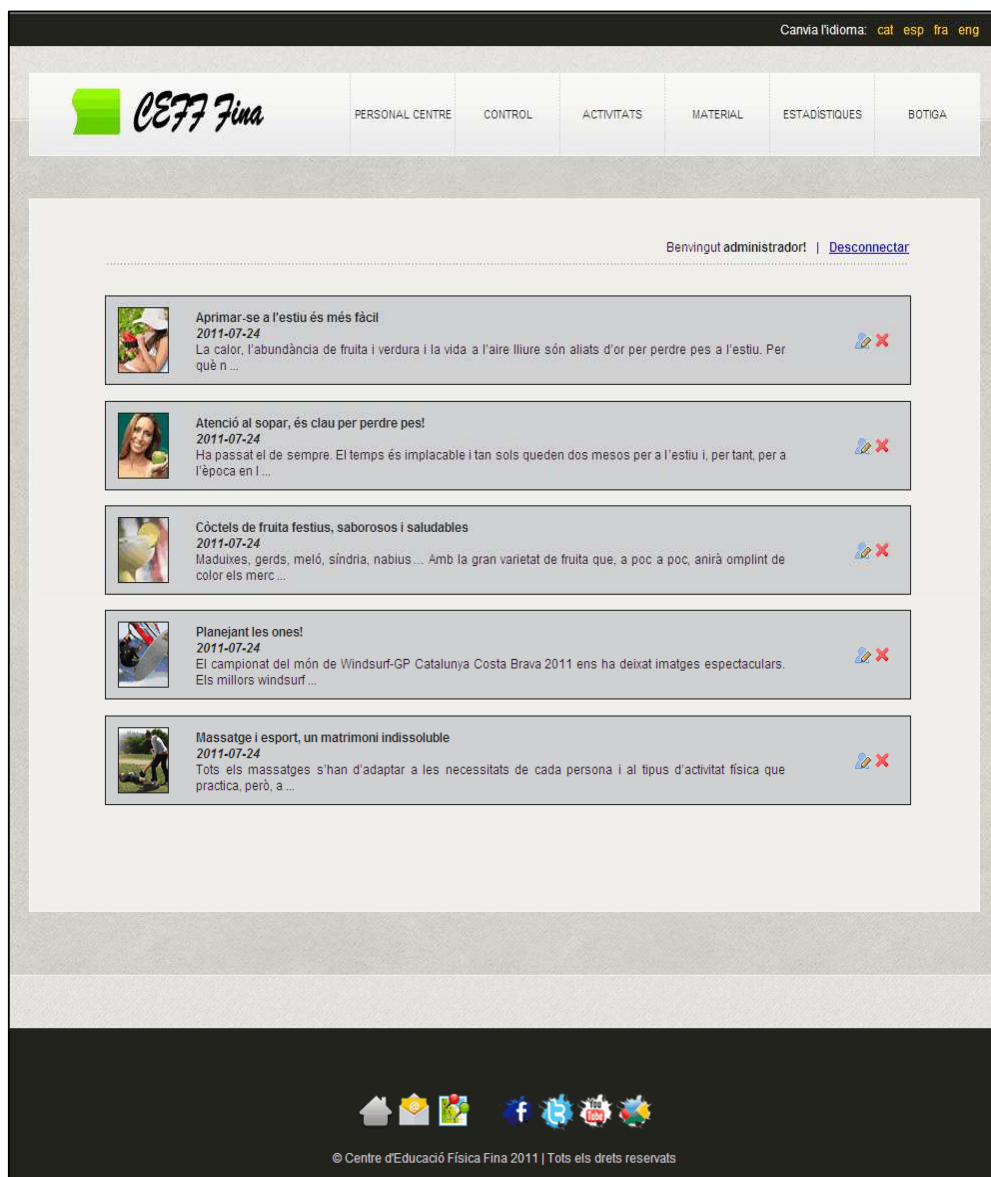 Canvia l'idioma: cat esp fra eng
CEFF Fina
PERSONAL CENTRE CONTROL ACTIVITATS MATERIAL ESTADÍSTIQUES BOTIGA
Benvingut administrador! | Desconnectar
Aprimar-se a l'estiu és més fàcil
2011-07-24
La calor, l'abundància de fruita i verdura i la vida a l'aire lliure són aliats d'or per perdre pes a l'estiu. Per
què n ...
Atenció al sopar, és clau per perdre pes!
2011-07-24
Ha passat el de sempre. El temps és implacable i tan sols queden dos mesos per a l'estiu i, per tant, per a
l'època en l ...
Còctels de fruita festius, saborosos i saludables
2011-07-24
Maduixes, gerds, meló, síndria, nabius... Amb la gran varietat de fruita que, a poc a poc, anirà omplint de
color els merc ...
Planejant les ones!
2011-07-24
El campionat del món de Windsurf-GP Catalunya Costa Brava 2011 ens ha deixat imatges espectaculars.
Els millors windsurf ...
Massatge i esport, un matrimoni indissoluble
2011-07-24
Tots els massatges s'han d'adaptar a les necessitats de cada persona i al tipus d'activitat física que
practica, però, a ...
You Tube
© Centre d'Educació Física Fina 2011 | Tots els drets reservats